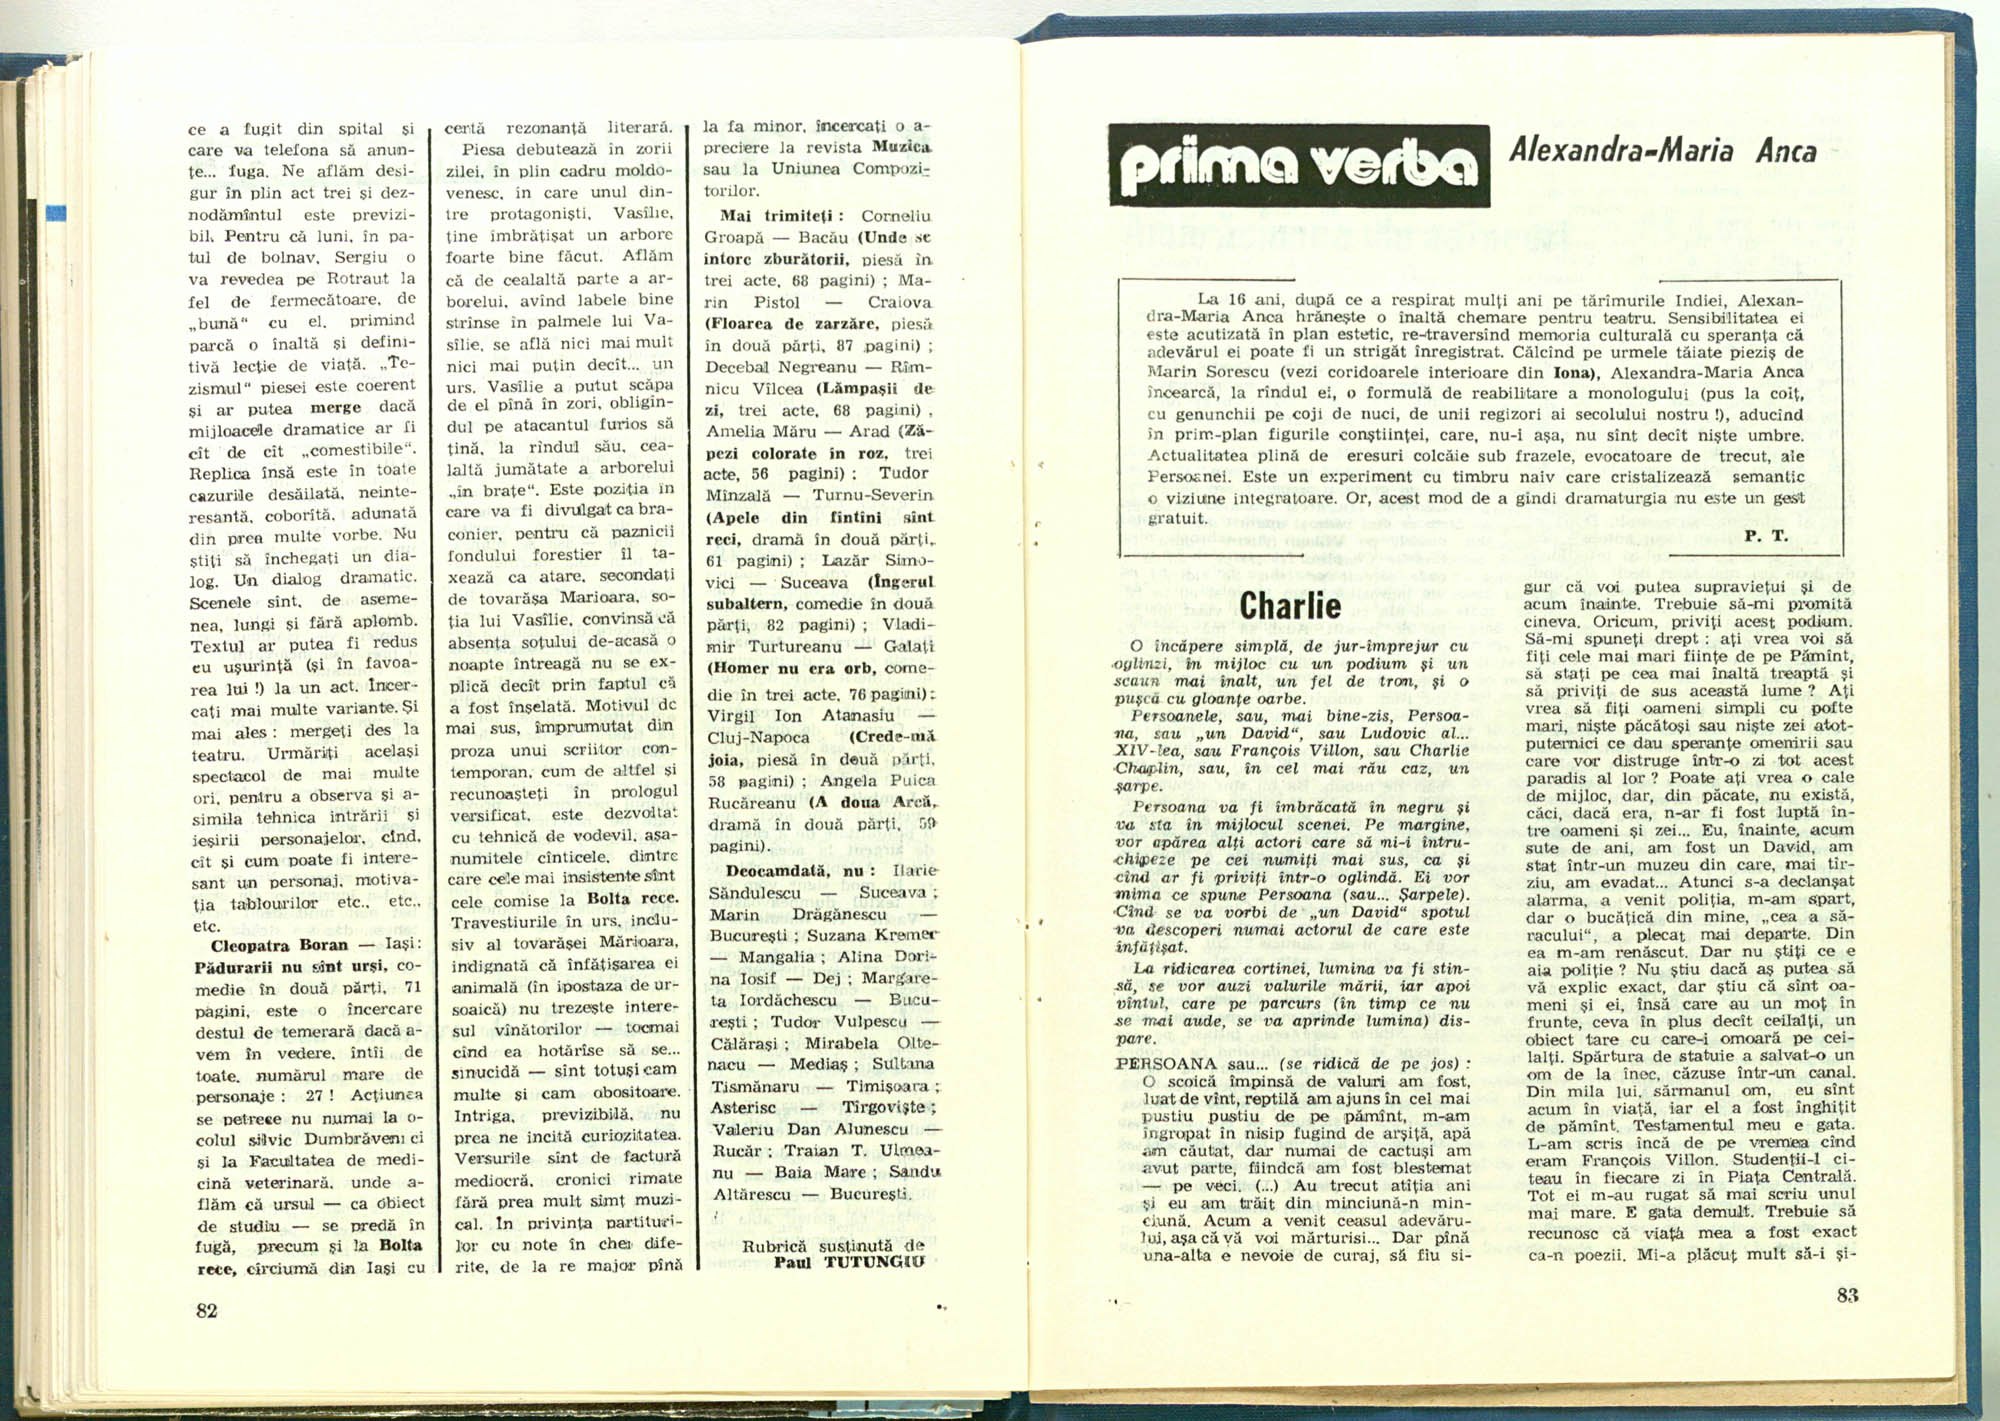 ce a fugit din spital și
care va telefona să anun-
țe... fuga. Ne aflăm desi-
gur în plin act trei și dez-
nodămîntul este previzi-
bil. Pentru că luni, în pa-
tul de bolnav, Sergiu o
va revedea pe Rotraut la
fel de fermecătoare, de
„bună“ cu el, primind
parcă o înaltă și defini-
tivă lecție de viață. „Te-
zismul“ piesei este coerent
și ar putea merge dacă
mijloacele dramatice ar fi
cît de cît „comestibile“.
Replica însă este în toate
cazurile desăilată, neinte-
resantă, coborîtă, adunată
din prea multe vorbe. Nu
știți să închegați un dia-
log. Un dialog dramatic.
Scenele sînt, de aseme-
nea, lungi și fără aplomb.
Textul ar putea fi redus
cu ușurință (și în favoa-
rea lui !) la un act. Încer-
cați mai multe variante. Și
mai ales : mergeți des la
teatru. Urmăriți același
spectacol de mai multe
ori, pentru a observa și a-
simila tehnica intrării și
ieșirii personajelor, cînd,
cît și cum poate fi intere-
sant un personaj, motiva-
ția tablourilor etc., etc.,
etc.
Cleopatra Boran — Iași:
Pădurarii nu sînt urși, co-
medie în două părți, 71
pagini, este o încercare
destul de temerară dacă a-
vem în vedere, întîi de
toate, numărul mare de
personaje : 27 ! Acțiunea
se petrece nu numai la o-
colul silvic Dumbrăveni ci
și la Facultatea de medi-
cină veterinară, unde a-
flăm că ursul — ca obiect
de studiu — se predă în
fugă, precum și la Bolta
rece, cîrciumă din Iași cu
82
certă rezonanță literară.
Piesa debutează în zorii
zilei, în plin cadru moldo-
venesc, în care unul din-
tre protagoniști, Vasîlie,
ține îmbrățișat un arbore
foarte bine făcut. Aflăm
că de cealaltă parte a ar-
borelui, avînd labele bine
strînse în palmele lui Va-
sîlie, se află nici mai mult
nici mai puțin decît... un
urs. Vasîlie a putut scăpa
de el pînă în zori, obligîn-
du pe atacantul furios să
țină, la rîndul său, cea-
laltă jumătate a arborelui
„în brațe“. Este poziția în
care va fi divulgat ca bra-
conier, pentru că paznicii
fondului forestier îl ta-
xează ca atare, secondați
de tovarășa Marioara, so-
ția lui Vasîlie, convinsă că
absența soțului de-acasă o
noapte întreagă nu se ex-
plică decît prin faptul că
a fost înșelată. Motivul de
mai sus, împrumutat din
proza unui scriitor con-
temporan, cum de altfel și
recunoașteți în prologul
versificat, este dezvoltat
cu tehnică de vodevil, așa-
numitele cînticele, dintre
care cele mai insistente sînt
cele comise la Bolta rece.
Travestiurile în urs, inclu-
siv al tovarășei Mărioara,
indignată că înfățișarea ei
animală (în ipostaza de ur-
soaică) nu trezește intere-
sul vînătorilor — tocmai
cînd ea hotărîse să se...
sinucidă — sînt totuși cam
multe și cam obositoare.
Intriga, previzibilă, nu
prea ne incită curiozitatea.
Versurile sînt de factură
mediocră, cronici rimate
fără prea mult simț muzi-
cal. În privința partituri-
lor cu note în chei dife-
rite, de la re major pînă
la fa minor, încercați o a-
preciere la revista Muzica
sau la Uniunea Compozi-
torilor.
Mai trimiteți : Corneliu
Groapă — Bacău (Unde se
întorc zburătorii, piesă în
trei acte, 68 pagini) ; Ma-
rin Pistol — Craiova
(Floarea de zarzăre, piesă
în două părți, 87 pagini) ;
Decebal Negreanu — Rîm-
nicu Vîlcea (Lămpașii de
zi, trei acte, 68 pagini) ,
Amelia Măru — Arad (Ză-
pezi colorate în roz, trei
acte, 56 pagini) : Tudor
Mînzală — Turnu-Severin
(Apele din fîntîni sînt
reci, dramă în două părți,
61 pagini) ; Lazăr Simo-
vici — Suceava (Îngerul
subaltern, comedie în două
părți, 82 pagini) ; Vladi-
mir Turtureanu — Galați
(Homer nu era orb, come-
die în trei acte, 76 pagini);
Virgil Ion Atanasiu —
Cluj-Napoca (Crede-mă
joia, piesă în două părți,
58 pagini) ; Angela Puica
Rucăreanu (A doua Arcă,
dramă în două părți, 59
pagini).
Deocamdată, nu : Ilarie
Săndulescu — Suceava ;
Marin Drăgănescu —
București ; Suzana Kremer
— Mangalia ; Alina Dori-
na Iosif — Dej ; Margare-
ta Iordăchescu — Bucu-
rești ; Tudor Vulpescu —
Călărași ; Mirabela Olte-
nacu — Mediaș ; Sultana
Tismănaru — Timișoara ;
Asterisc — Tîrgoviște ;
Valeriu Dan Alunescu —
Rucăr ; Traian T. Ulmea-
nu — Baia Mare ; Sandu
Altărescu — București.
Rubrică susținută de
Paul TUTUNGIU
prima verba
Alexandra-Maria Anca
La 16 ani, după ce a respirat mulți ani pe tărîmurile Indiei, Alexan-
dra-Maria Anca hrănește o înaltă chemare pentru teatru. Sensibilitatea ei
este acutizată în plan estetic, re-traversînd memoria culturală cu speranța că
adevărul ei poate fi un strigăt înregistrat. Călcînd pe urmele tăiate pieziș de
Marin Sorescu (vezi coridoarele interioare din Iona), Alexandra-Maria Anca
încearcă, la rîndul ei, o formulă de reabilitare a monologului (pus la colț,
cu genunchii pe coji de nuci, de unii regizori ai secolului nostru !), aducînd
în prim-plan figurile conștiinței, care, nu-i așa, nu sînt decît niște umbre.
Actualitatea plină de eresuri colcăie sub frazele, evocatoare de trecut, ale
Persoanei. Este un experiment cu timbru naiv care cristalizează semantic
o viziune integratoare. Or, acest mod de a gîndi dramaturgia nu este un gest
gratuit.
P. T.
Charlie
O încăpere simplă, de jur-împrejur cu
oglinzi, în mijloc cu un podium și un
scaun mai înalt, un fel de tron, și o
pușcă cu gloanțe oarbe.
Persoanele, sau, mai bine-zis, Persoa-
na, sau „un David“, sau Ludovic al...
XIV-lea, sau François Villon, sau Charlie
Chaplin, sau, în cel mai rău caz, un
șarpe.
Persoana va fi îmbrăcată în negru și
va sta în mijlocul scenei. Pe margine,
vor apărea alți actori care să mi-i întru-
chipeze pe cei numiți mai sus, ca și
cînd ar fi priviți într-o oglindă. Ei vor
mima ce spune Persoana (sau... Șarpele).
Cînd se va vorbi de „un David“ spotul
va descoperi numai actorul de care este
înfățișat.
La ridicarea cortinei, lumina va fi stin-
să, se vor auzi valurile mării, iar apoi
vîntul, care pe parcurs (în timp ce nu
se mai aude, se va aprinde lumina) dis-
pare.
PERSOANA sau... (se ridică de pe jos) :
O scoică împinsă de valuri am fost,
luat de vînt, reptilă am ajuns în cel mai
pustiu pustiu de pe pămînt, m-am
îngropat în nisip fugind de arșiță, apă
am căutat, dar numai de cactuși am
avut parte, fiindcă am fost blestemat
— pe veci. (...) Au trecut atîția ani
și eu am trăit din minciună-n min-
ciună. Acum a venit ceasul adevăru-
lui, așa că vă voi mărturisi... Dar pînă
una-alta e nevoie de curaj, să fiu si-
gur că voi putea supraviețui și de
acum înainte. Trebuie să-mi promită
cineva. Oricum, priviți acest podium.
Să-mi spuneți drept : ați vrea voi să
fiți cele mai mari ființe de pe Pămînt,
să stați pe cea mai înaltă treaptă și
să priviți de sus această lume ? Ați
vrea să fiți oameni simpli cu pofte
mari, niște păcătoși sau niște zei atot-
puternici ce dau speranțe omenirii sau
care vor distruge într-o zi tot acest
paradis al lor ? Poate ați vrea o cale
de mijloc, dar, din păcate, nu există,
căci, dacă era, n-ar fi fost luptă în-
tre oameni și zei... Eu, înainte, acum
sute de ani, am fost un David, am
stat într-un muzeu din care, mai tîr-
ziu, am evadat... Atunci s-a declanșat
alarma, a venit poliția, m-am spart,
dar o bucățică din mine, „cea a să-
racului“, a plecat mai departe. Din
ea m-am renăscut. Dar nu știți ce e
aia poliție ? Nu știu dacă aș putea să
vă explic exact, dar știu că sînt oa-
meni și ei, însă care au un moț în
frunte, ceva în plus decît ceilalți, un
obiect tare cu care-i omoară pe cei-
lalți. Spărtura de statuie a salvat-o un
om de la înec, căzuse într-un canal.
Din mila lui, sărmanul om, eu sînt
acum în viață, iar el a fost înghițit
de pămînt. Testamentul meu e gata.
L-am scris încă de pe vremea cînd
eram François Villon. Studenții-l ci-
teau în fiecare zi în Piața Centrală.
Tot ei m-au rugat să mai scriu unul
mai mare. E gata demult. Trebuie să
recunosc că viața mea a fost exact
ca-n poezii. Mi-a plăcut mult să-i și-
83